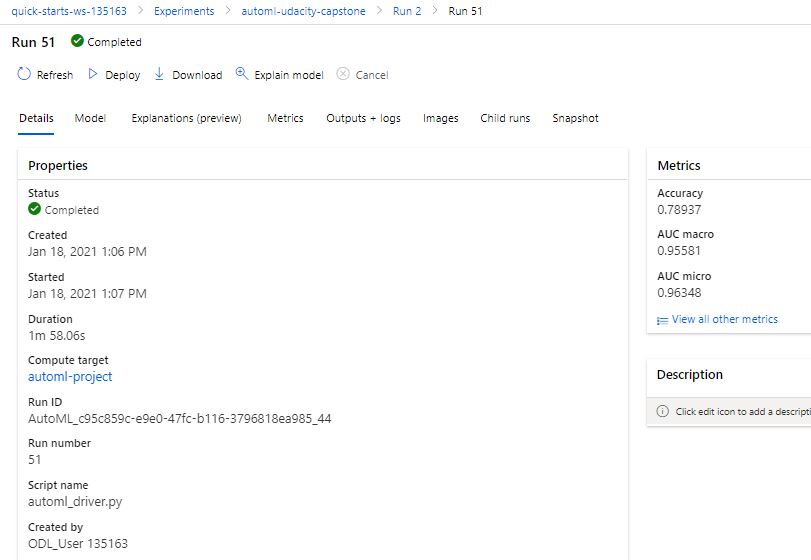 quick-starts-ws-135163 > Experiments > automl-udacity-capstone > Run 2 > Run 51
Run 51 Completed
Refresh Deploy Download Explain model Cancel
Details Model Explanations (preview) Metrics Outputs + logs Images Child runs Snapshot
Properties
Status
Completed
Created
Jan 18, 2021 1:06 PM
Started
Jan 18, 2021 1:07 PM
Duration
1m 58.06s
Compute target
automl-project
Run ID
AutoML_c95c859c-e9e0-47fc-b116-3796818ea985_44
Run number
51
Script name
automl_driver.py
Created by
ODL_User 135163
Metrics
Accuracy
0.78937
AUC macro
0.95581
AUC micro
0.96348
View all other metrics
Description
Click edit icon to add a descripti